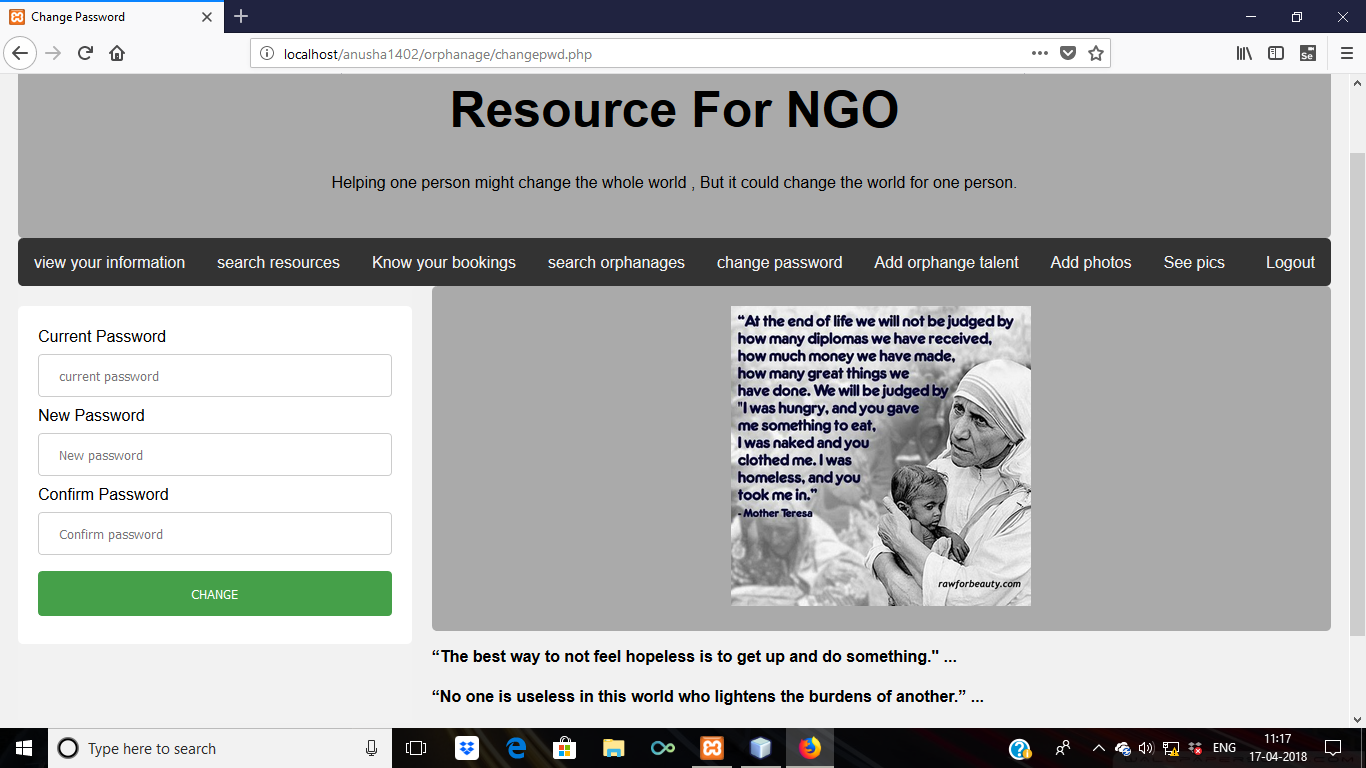 Change Password
localhost/anusha1402/orphanage/changepwd.php
Se
Resource For NGO
Helping one person might change the whole world , But it could change the world for one person.
view your information search resources Know your bookings search orphanages change password Add orphange talent Add photos See pics Logout
Current Password
current password
New Password
New password
Confirm Password
Confirm password
CHANGE
“At the end of life we will not be judged by
how many diplomas we have received,
how much money we have made,
how many great things we
have done. We will be judged by
"I was hungry, and you gave
me something to eat,
I was naked and you
clothed me. I was
homeless, and you
took me in.”
- Mother Teresa
rawforbeauty.com
“The best way to not feel hopeless is to get up and do something." ...
“No one is useless in this world who lightens the burdens of another.” ...
Type here to search
ENG
11:17
17-04-2018